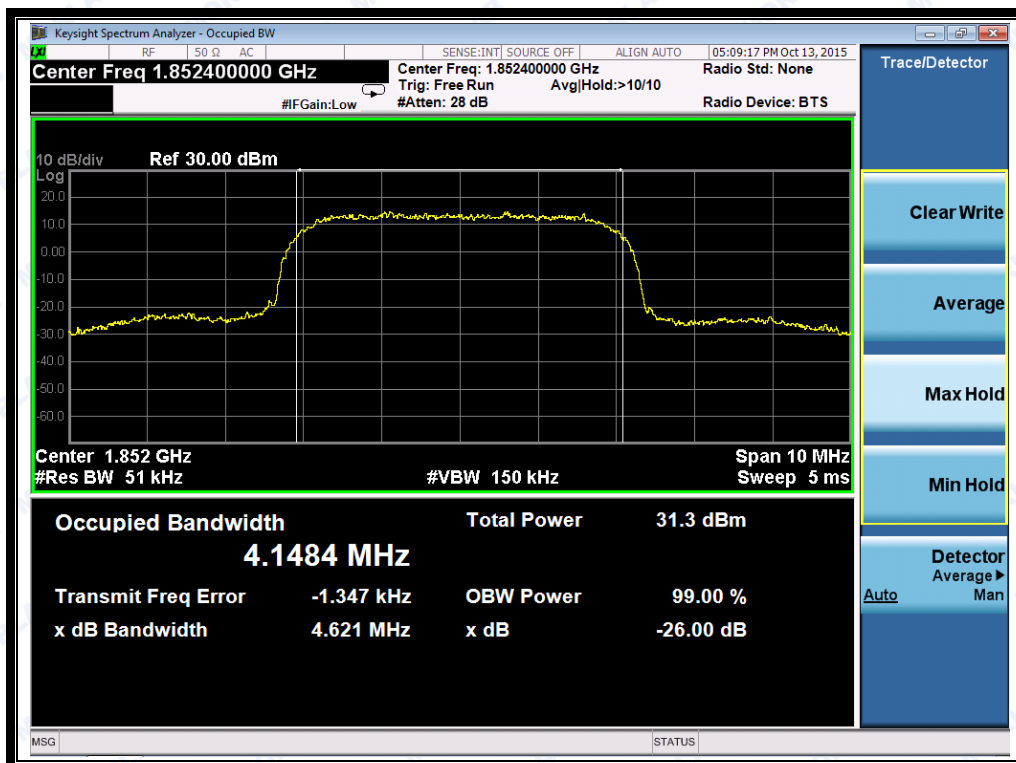 Keysight Spectrum Analyzer - Occupied BW
LXI RF 50 Ω AC SENSE:INT SOURCE OFF ALIGN AUTO 05:09:17 PM Oct 13, 2015
Center Freq 1.852400000 GHz
Center Freq: 1.852400000 GHz
Radio Std: None
Trig: Free Run Avg|Hold:>10/10
#IFGain:Low
#Atten: 28 dB
Radio Device: BTS
10 dB/div Ref 30.00 dBm
Log
20.0
10.0
0.00
-10.0
-20.0
-30.0
-40.0
-50.0
-60.0
Center 1.852 GHz Span 10 MHz
#Res BW 51 kHz #VBW 150 kHz Sweep 5 ms
Occupied Bandwidth Total Power 31.3 dBm
4.1484 MHz
Transmit Freq Error -1.347 kHz OBW Power 99.00 %
x dB Bandwidth 4.621 MHz x dB -26.00 dB
MSG STATUS
Trace/Detector
Clear Write
Average
Max Hold
Min Hold
Detector
Average▶
Auto Man